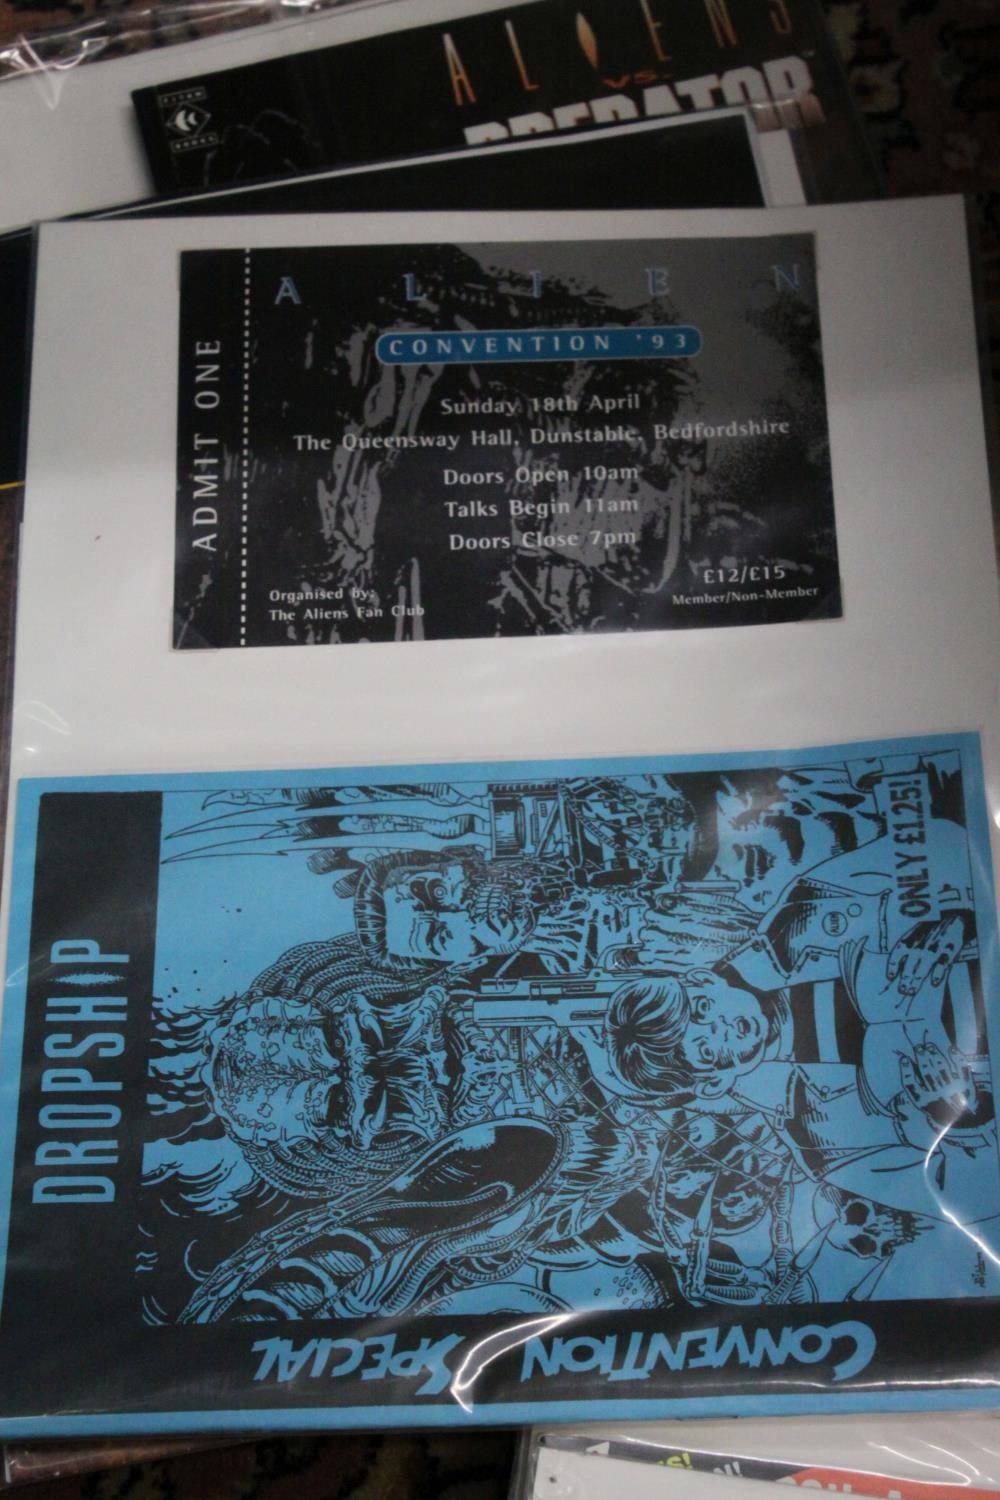 TITAN
BOOKS
ALIENS
VS.
PREDATOR
ADMIT ONE
ALIEN
CONVENTION '93
Sunday 18th April
The Queensway Hall, Dunstable, Bedfordshire
Doors Open 10am
Talks Begin 11am
Doors Close 7pm
£12/£15
Member/Non-Member
Organised by:
The Aliens Fan Club
DROPSHIP
ONLY £1.25!
CONVENTION SPECIAL